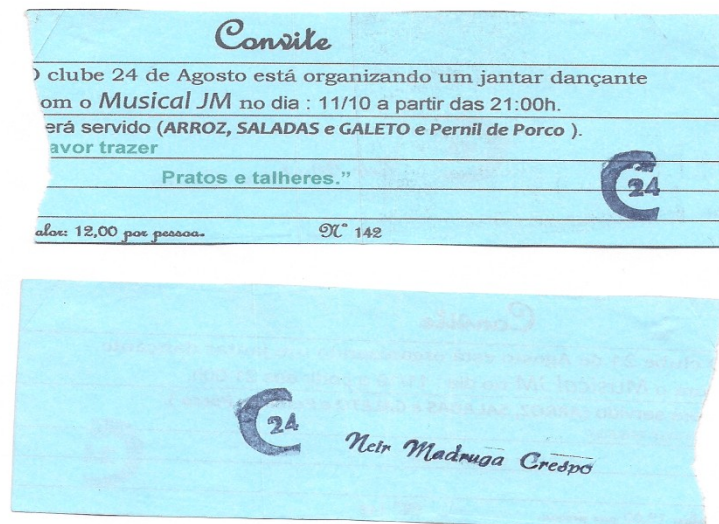 Convite
O clube 24 de Agosto está organizando um jantar dançante
om o Musical JM no dia : 11/10 a partir das 21:00h.
erá servido (ARROZ, SALADAS e GALETO e Pernil de Porco ).
avor trazer
Pratos e talheres.”
C 24
alor: 12,00 por pessoa.
Nº 142
C 24
Neir Madruga Crespo